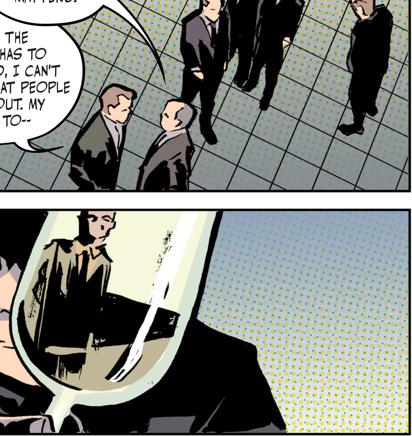 THE
HAS TO
I CAN'T
AT PEOPLE
OUT. MY
TO--